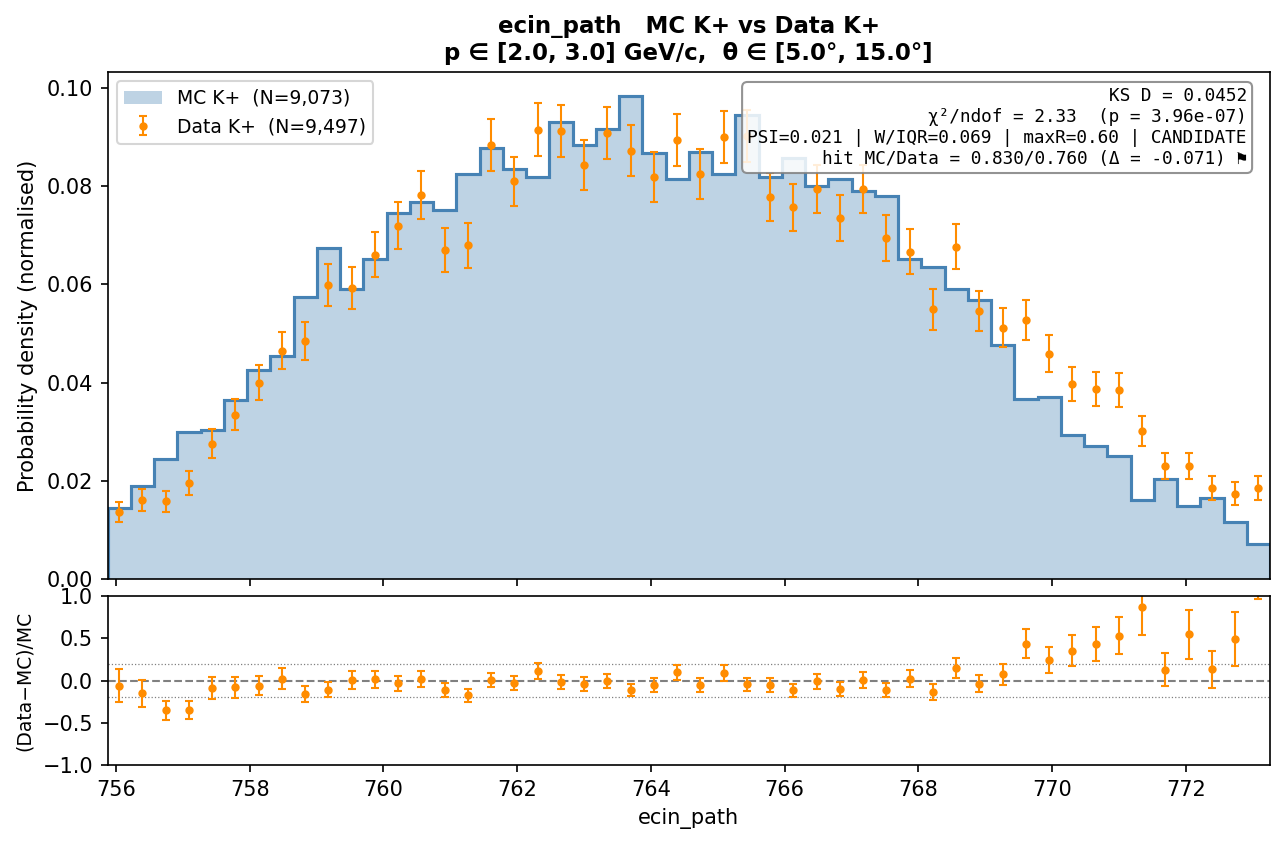 ecin_path   MC K+ vs Data K+
p ∈ [2.0, 3.0] GeV/c,  θ ∈ [5.0°, 15.0°]
MC K+  (N=9,073)
Data K+  (N=9,497)
KS D = 0.0452
χ²/ndof = 2.33  (p = 3.96e-07)
PSI=0.021 | W/IQR=0.069 | maxR=0.60 | CANDIDATE
hit MC/Data = 0.830/0.760 (Δ = -0.071) ⚑
Probability density (normalised)
0.10
0.08
0.06
0.04
0.02
0.00
(Data−MC)/MC
1.0
0.5
0.0
−0.5
−1.0
756 758 760 762 764 766 768 770 772
ecin_path